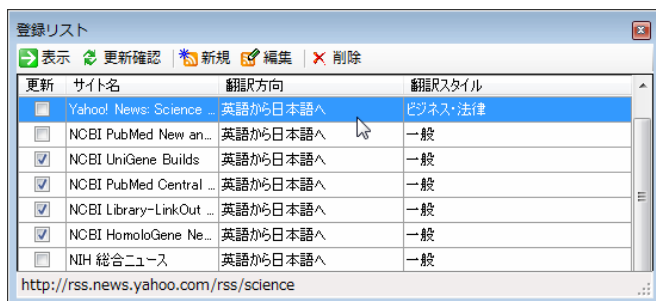 登録リスト
表示 更新確認 新規 編集 削除
更新 サイト名 翻訳方向 翻訳スタイル
Yahoo! News: Science ... 英語から日本語へ ビジネス・法律
NCBI PubMed New an... 英語から日本語へ 一般
NCBI UniGene Builds 英語から日本語へ 一般
NCBI PubMed Central ... 英語から日本語へ 一般
NCBI Library-LinkOut ... 英語から日本語へ 一般
NCBI HomoloGene Ne... 英語から日本語へ 一般
NIH 総合ニュース 英語から日本語へ 一般
http://rss.news.yahoo.com/rss/science